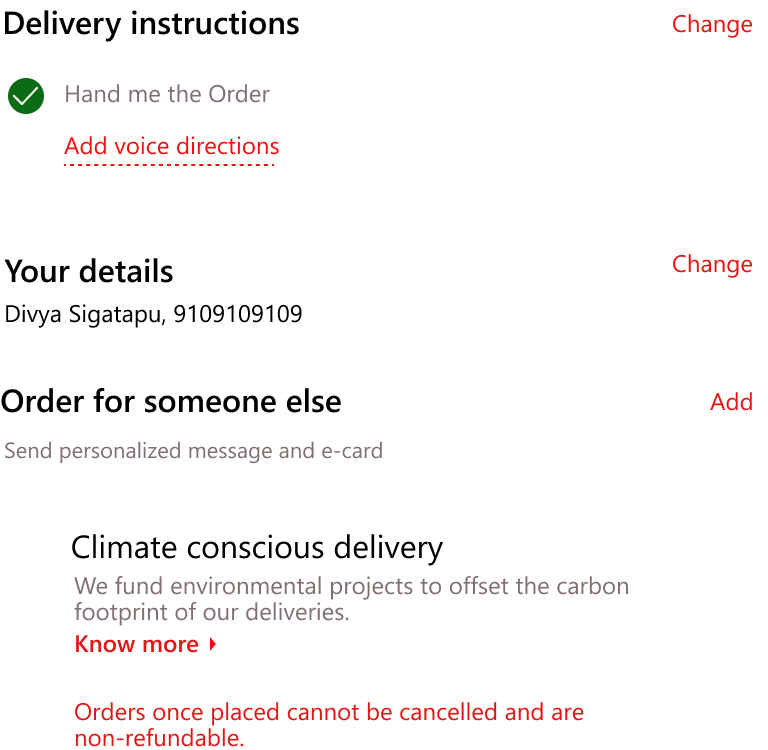 Delivery instructions
Change
Hand me the Order
Add voice directions
Your details
Change
Divya Sigatapu, 9109109109
Order for someone else
Add
Send personalized message and e-card
Climate conscious delivery
We fund environmental projects to offset the carbon
footprint of our deliveries.
Know more
Orders once placed cannot be cancelled and are
non-refundable.